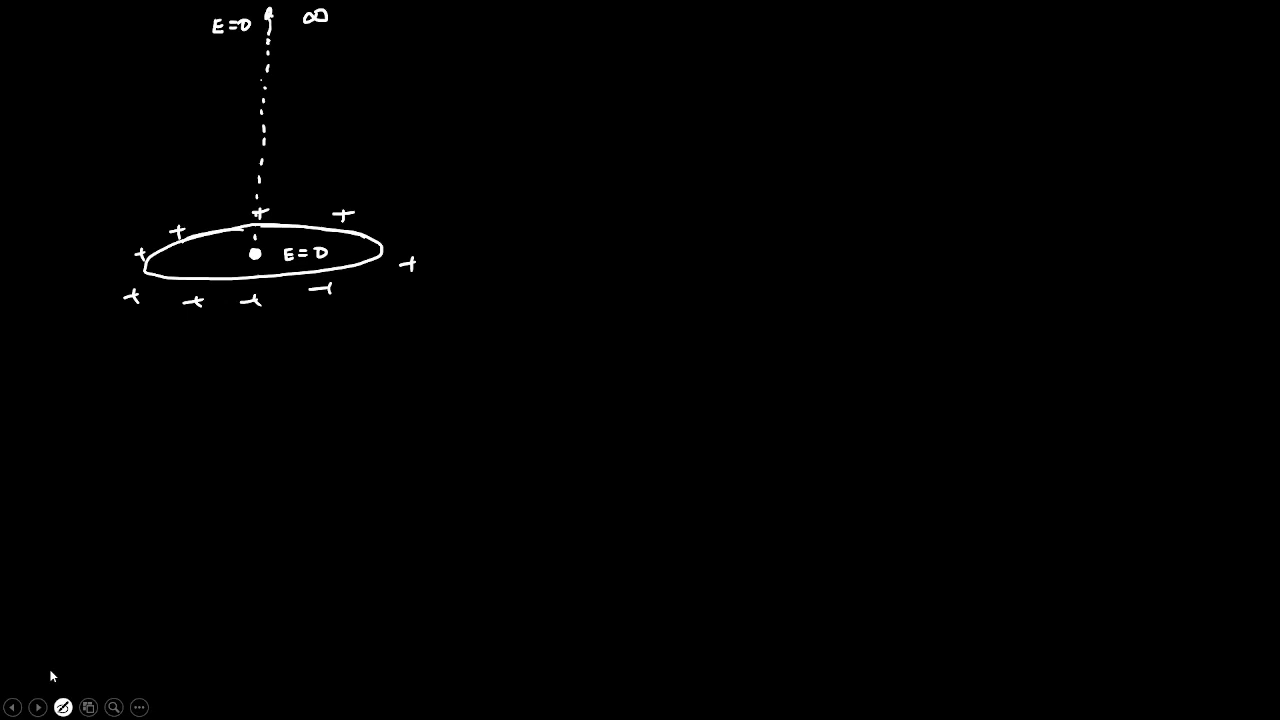 E=0 ∞
+ +
+
+ E=0
+
+ + + +